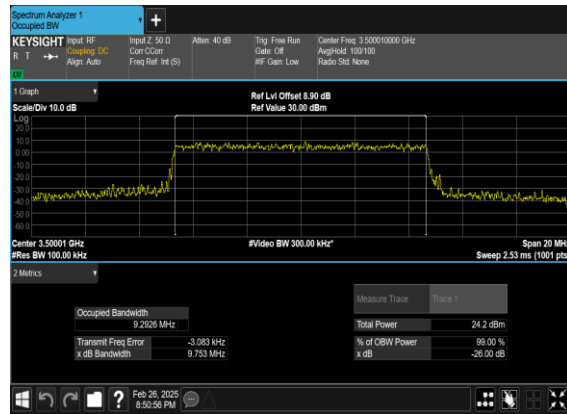 Spectrum Analyzer 1
Occupied BW
KEYSIGHT Input: RF Input Z: 50 Ω Atten: 40 dB Trig: Free Run Center Freq: 3.500010000 GHz
R T Coupling: DC Corr CCorr Gate: Off Avg|Hold: 100/100
Align: Auto Freq Ref: Int (S) #IF Gain: Low Radio Std: None
LXI
1 Graph
Ref Lvl Offset 8.90 dB
Scale/Div 10.0 dB Ref Value 30.00 dBm
Log
20.0
10.0
0.00
-10.0
-20.0
-30.0
-40.0
-50.0
-60.0
Center 3.50001 GHz #Video BW 300.00 kHz* Span 20 MHz
#Res BW 100.00 kHz Sweep 2.53 ms (1001 pts)
2 Metrics
Measure Trace Trace 1
Occupied Bandwidth
9.2926 MHz Total Power 24.2 dBm
Transmit Freq Error -3.083 kHz % of OBW Power 99.00 %
x dB Bandwidth 9.753 MHz x dB -26.00 dB
Feb 26, 2025
8:50:56 PM